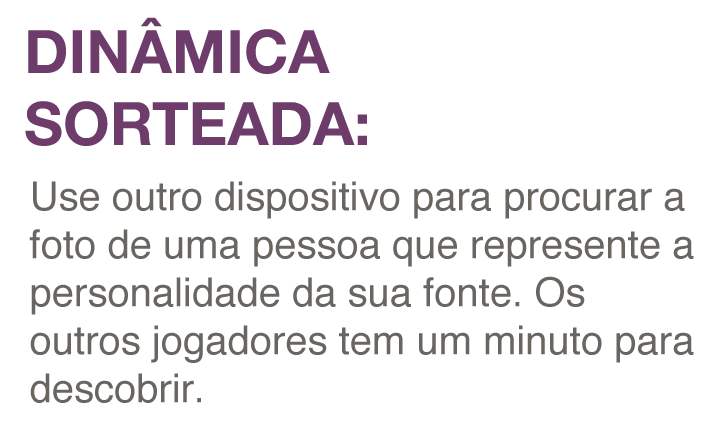 DINÂMICA
SORTEADA:
Use outro dispositivo para procurar a
foto de uma pessoa que represente a
personalidade da sua fonte. Os
outros jogadores tem um minuto para
descobrir.